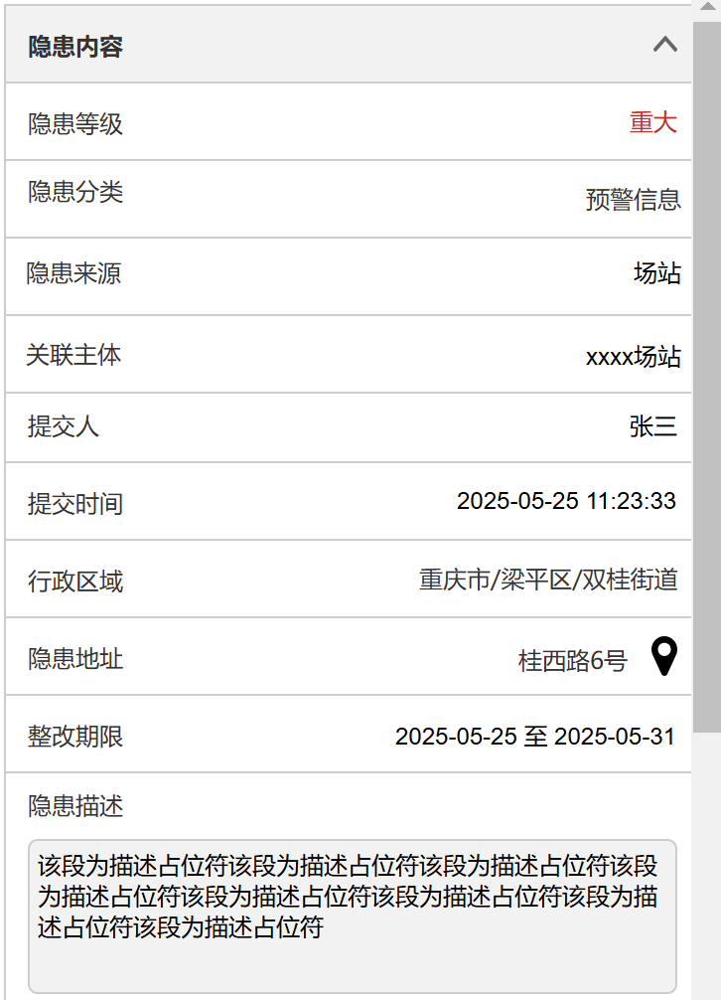 隐患内容
隐患等级 重大
隐患分类 预警信息
隐患来源 场站
关联主体 xxxx场站
提交人 张三
提交时间 2025-05-25 11:23:33
行政区域 重庆市/梁平区/双桂街道
隐患地址 桂西路6号
整改期限 2025-05-25 至 2025-05-31
隐患描述
该段为描述占位符该段为描述占位符该段为描述占位符该段
为描述占位符该段为描述占位符该段为描述占位符该段为描
述占位符该段为描述占位符